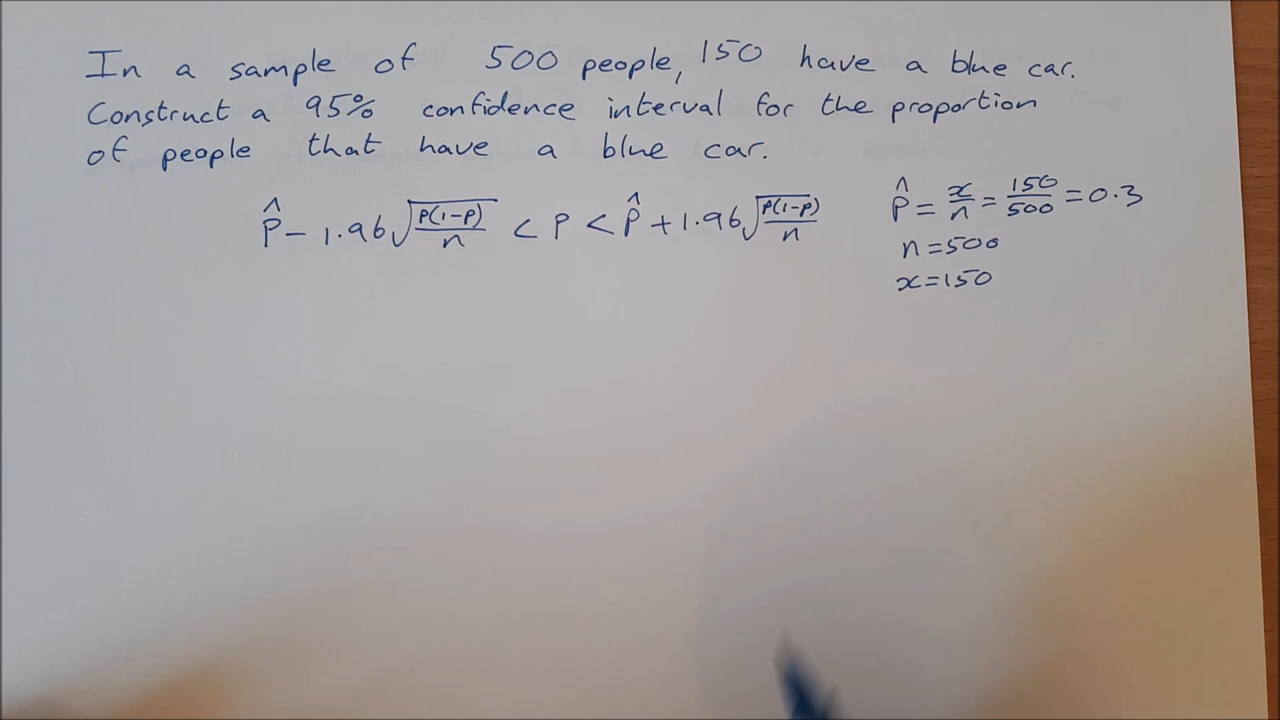 In a sample of 500 people, 150 have a blue car.
Construct a 95% confidence interval for the proportion
of people that have a blue car.
p̂ - 1.96√(p(1-p)/n) < p < p̂ + 1.96√(p(1-p)/n)
p̂ = x/n = 150/500 = 0.3
n = 500
x = 150